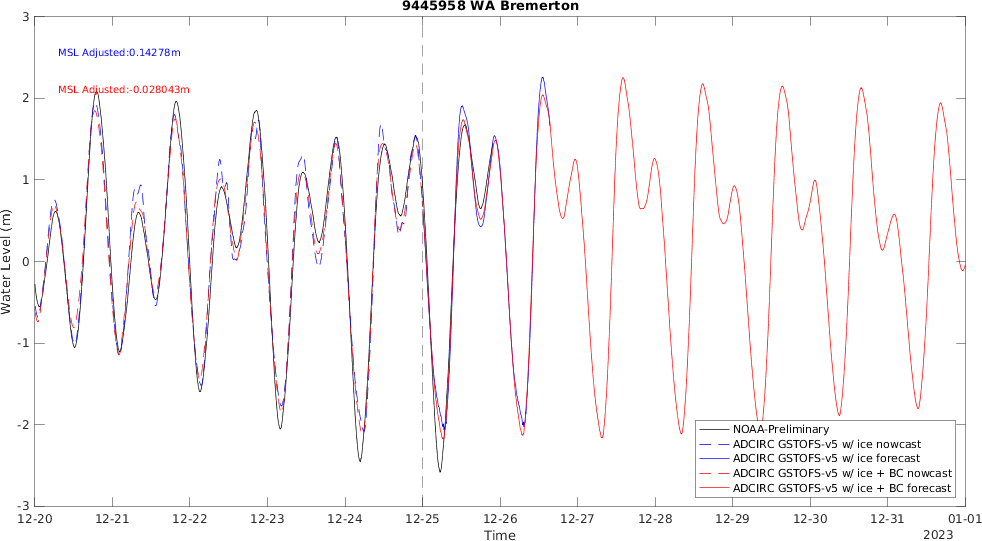 9445958 WA Bremerton
MSL Adjusted:0.14278m
MSL Adjusted:-0.028043m
Water Level (m)
3
2
1
0
-1
-2
-3
NOAA-Preliminary
ADCIRC GSTOFS-v5 w/ ice nowcast
ADCIRC GSTOFS-v5 w/ ice forecast
ADCIRC GSTOFS-v5 w/ ice + BC nowcast
ADCIRC GSTOFS-v5 w/ ice + BC forecast
12-20 12-21 12-22 12-23 12-24 12-25 12-26 12-27 12-28 12-29 12-30 12-31 01-01
Time
2023